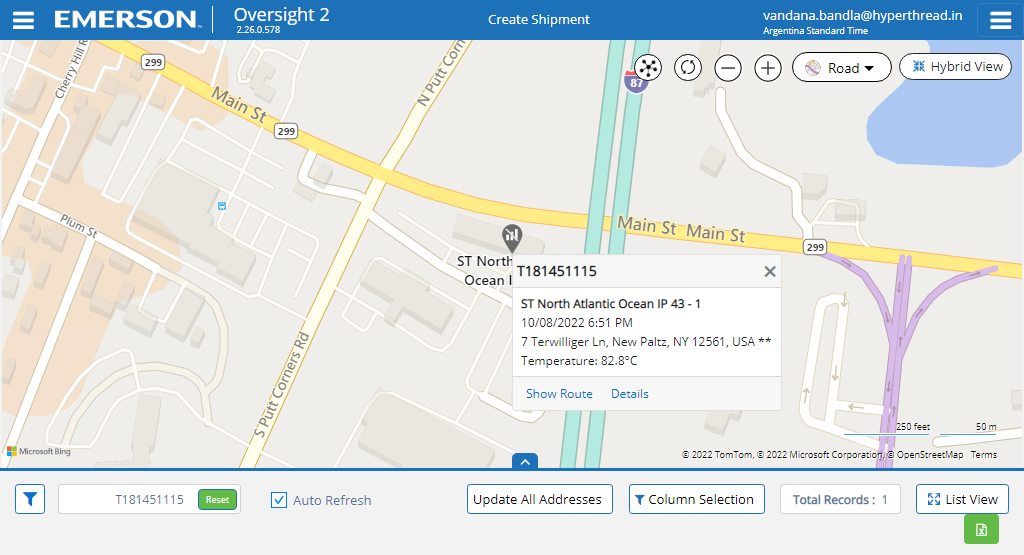 EMERSON
Oversight 2
2.26.0.578
Create Shipment
vandana.bandla@hyperthread.in
Argentina Standard Time
Cherry Hill R
299
Main St
299
N Putt Corn
87
Road
Hybrid View
Plum St
Main St Main St
299
ST North
Ocean I
T181451115
ST North Atlantic Ocean IP 43 - 1
10/08/2022 6:51 PM
7 Terwilliger Ln, New Paltz, NY 12561, USA **
Temperature: 82.8°C
Show Route Details
S Putt Corners Rd
250 feet 50 m
Microsoft Bing
© 2022 TomTom, © 2022 Microsoft Corporation, © OpenStreetMap Terms
T181451115 Reset
Auto Refresh
Update All Addresses
Column Selection
Total Records : 1
List View